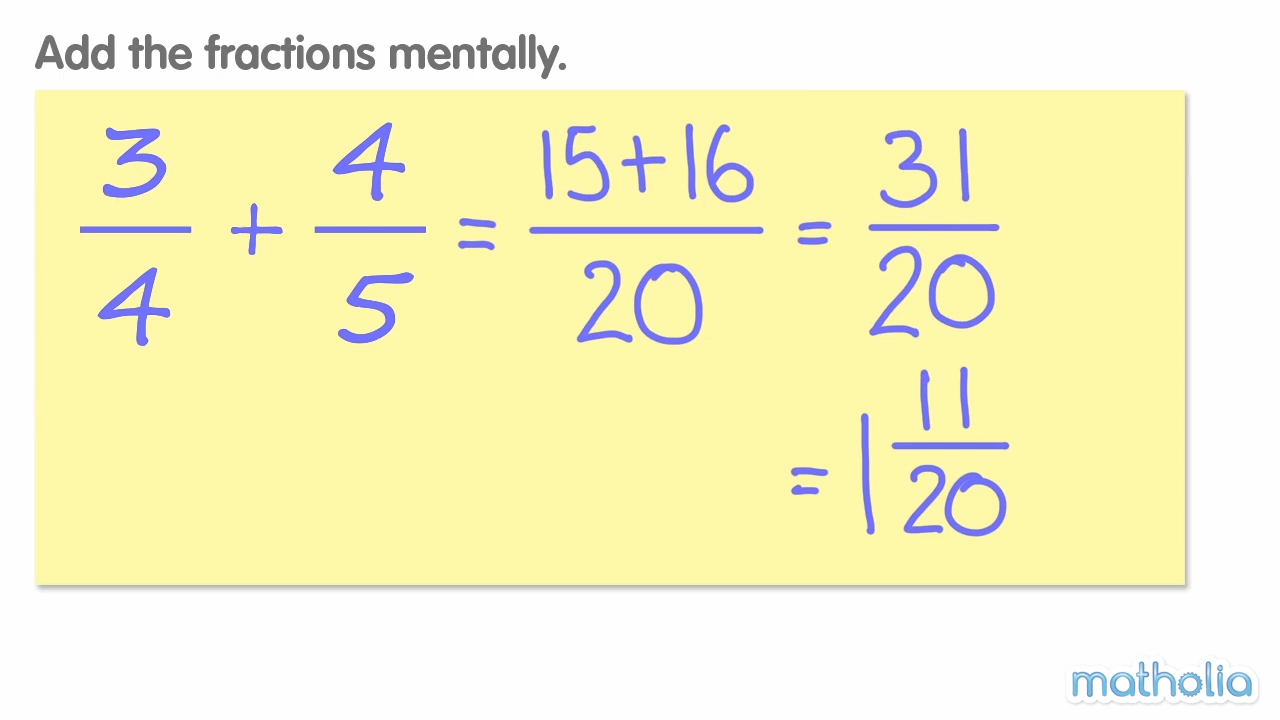 Add the fractions mentally.
3/4 + 4/5 = 15+16/20 = 31/20
= 1 11/20
matholia